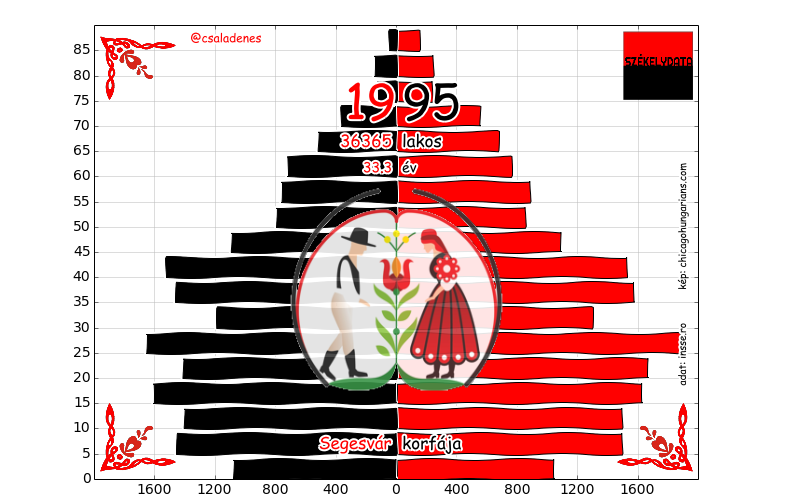 @csaladenes
SZÉKELYDATA
1995
36365 lakos
33.3 év
kép: chicagohungarians.com
adat: insse.ro
Segesvár korfája
85
80
75
70
65
60
55
50
45
40
35
30
25
20
15
10
5
0
1600 1200 800 400 0 400 800 1200 1600